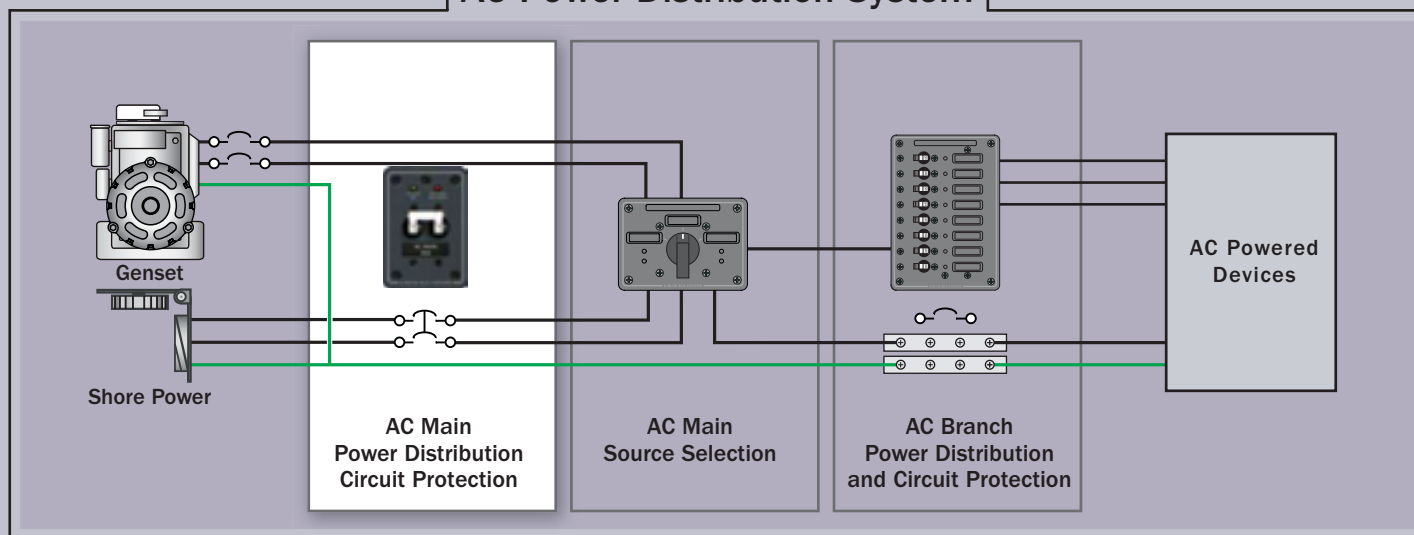 AC Power Distribution System
Genset
Shore Power
AC Main
Power Distribution
Circuit Protection
AC Main
Source Selection
AC Branch
Power Distribution
and Circuit Protection
AC Powered
Devices